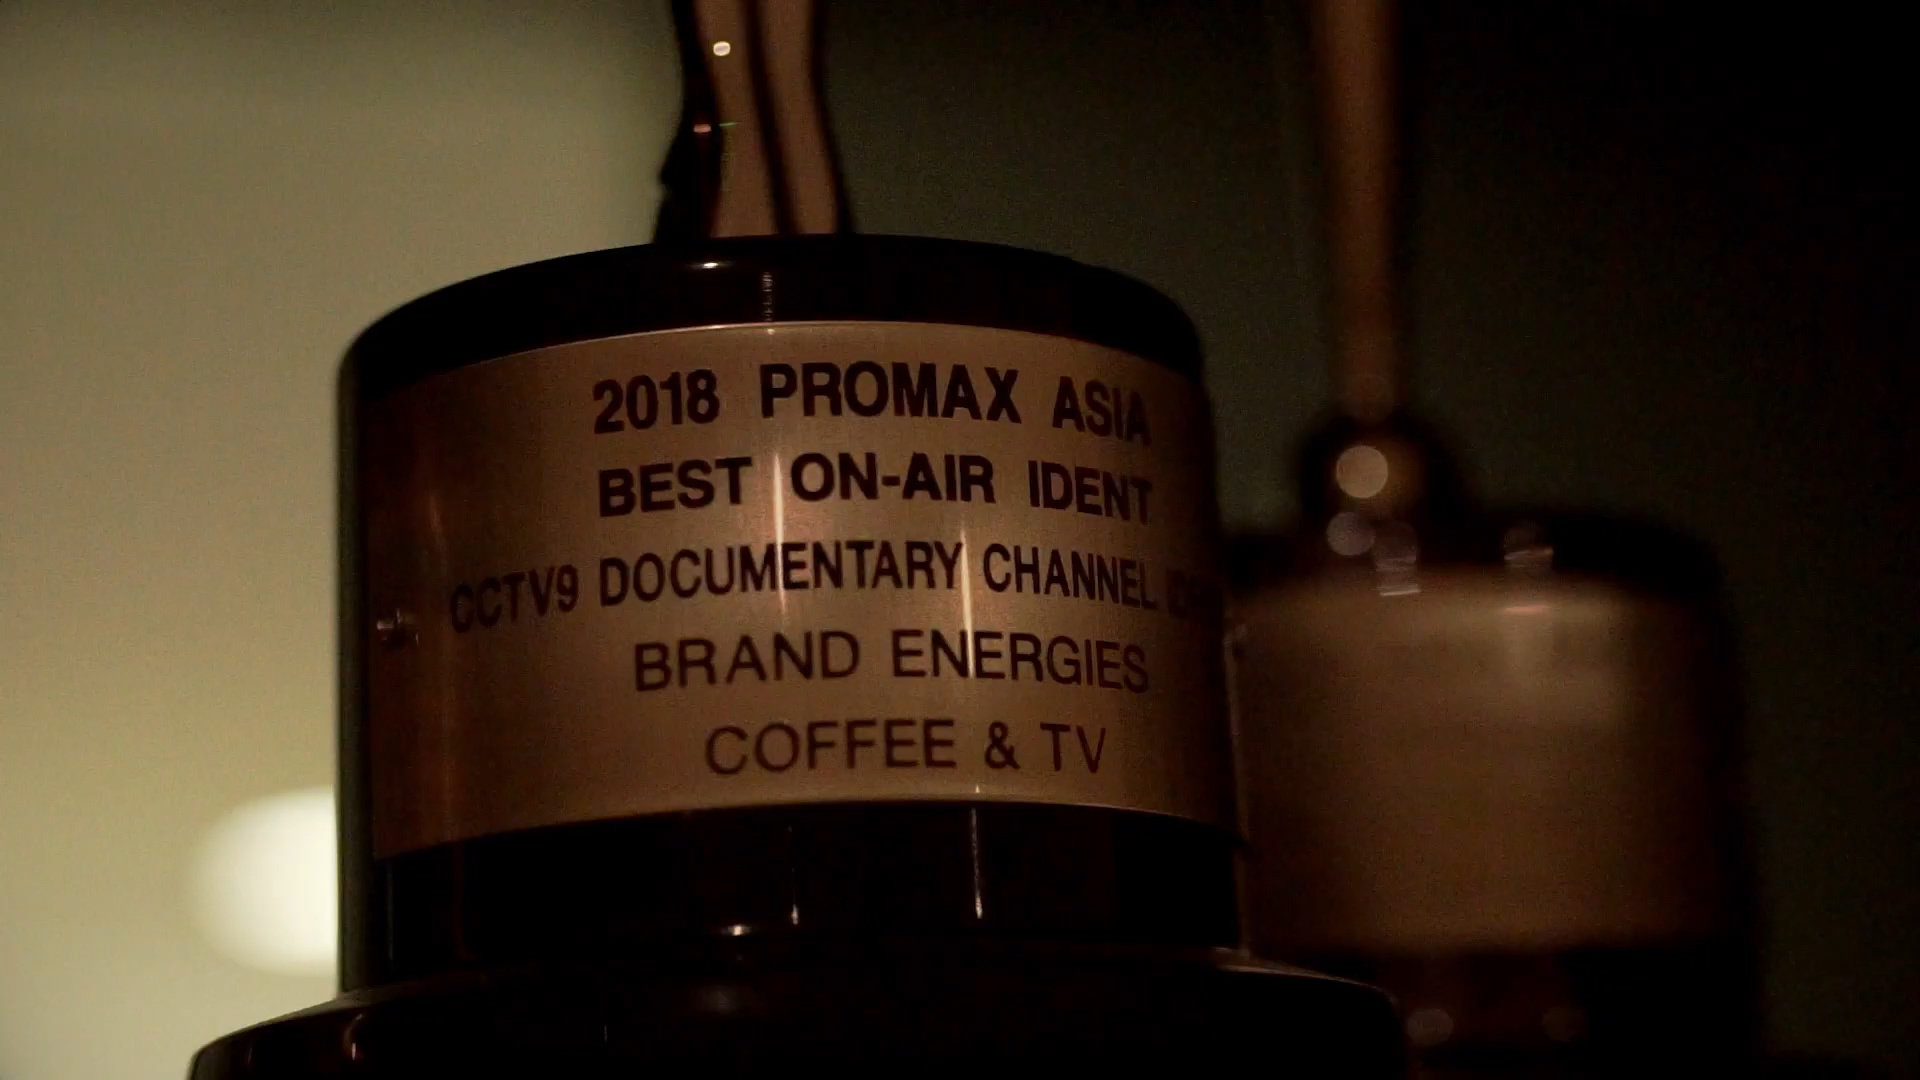 2018 PROMAX ASIA
BEST ON-AIR IDENT
CCTV9 DOCUMENTARY CHANNEL
BRAND ENERGIES
COFFEE & TV